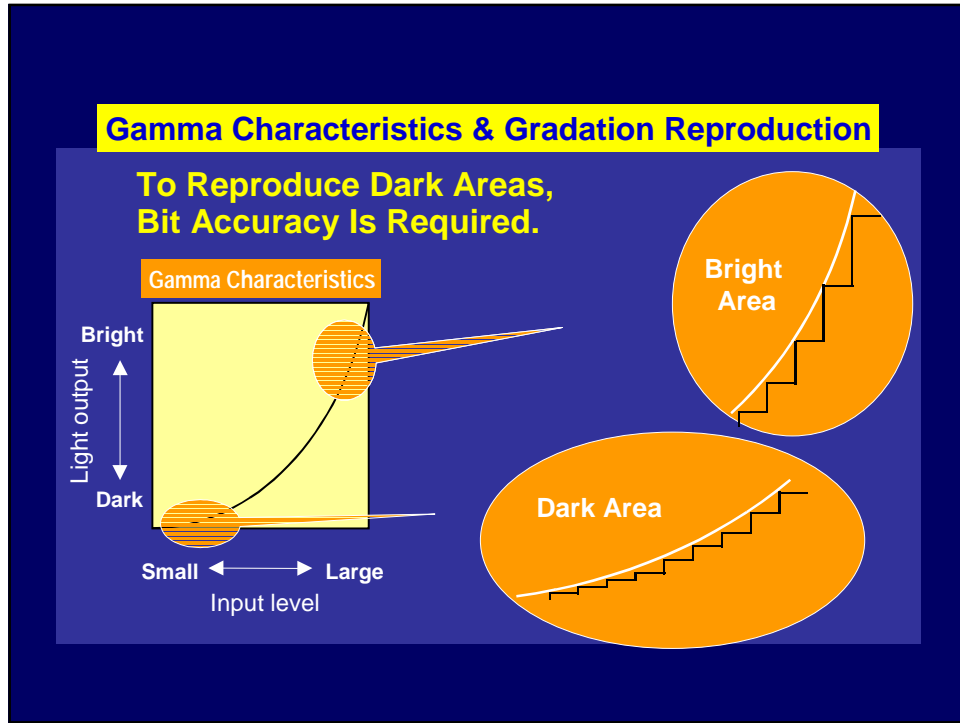 Gamma Characteristics & Gradation Reproduction
To Reproduce Dark Areas,
Bit Accuracy Is Required.
Gamma Characteristics
Bright
Light output
Dark
Small
Large
Input level
Bright
Area
Dark Area